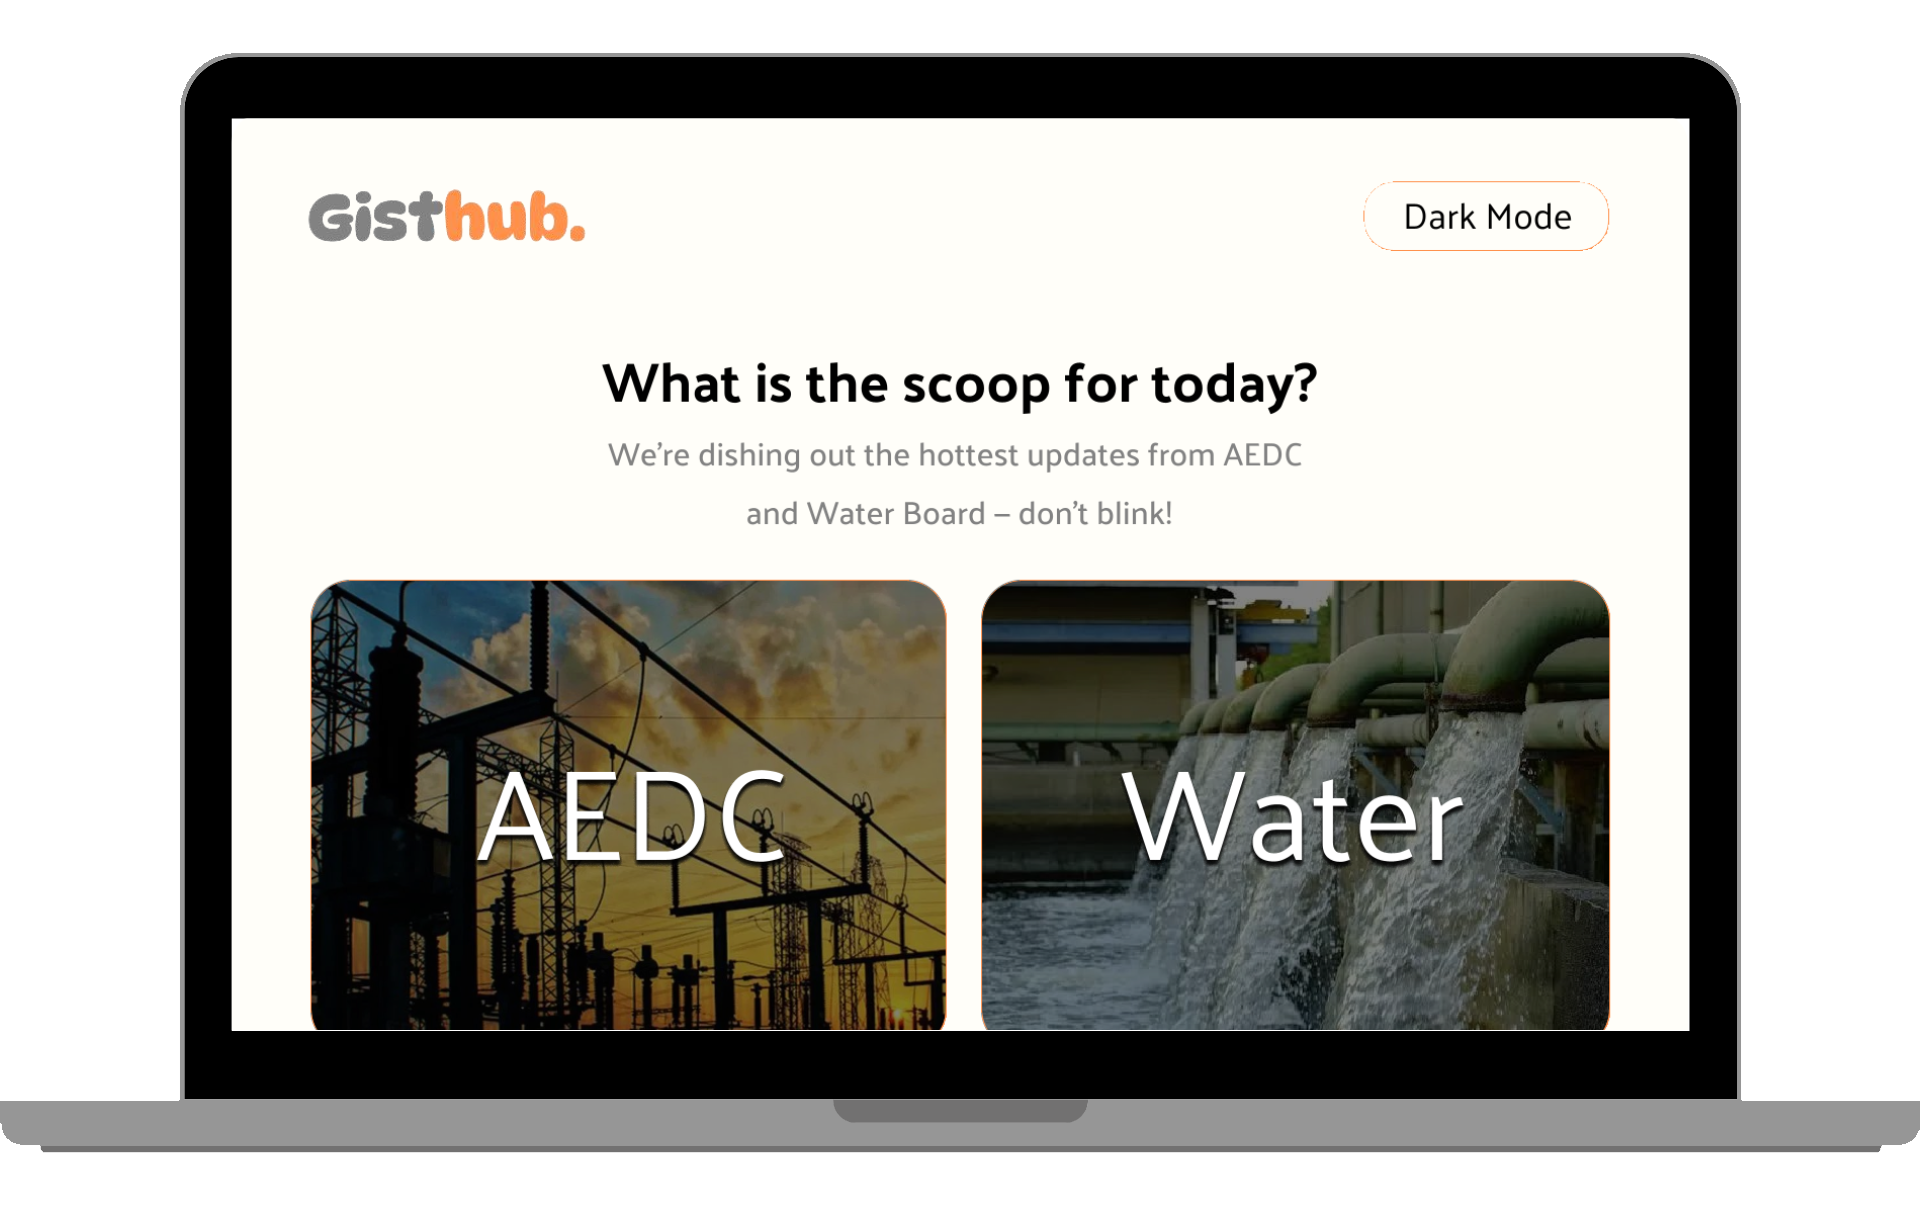 Gisthub.
Dark Mode
What is the scoop for today?
We’re dishing out the hottest updates from AEDC
and Water Board – don’t blink!
AEDC
Water